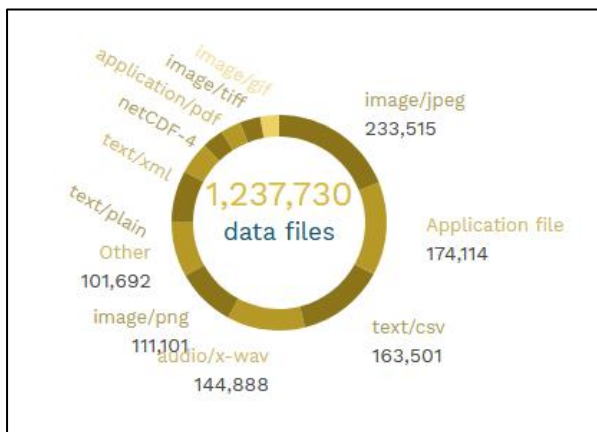 image/gif
image/tiff
application/pdf
netCDF-4
text/xml
text/plain
Other
101,692
image/png
111,101
audio/x-wav
144,888
text/csv
163,501
Application file
174,114
image/jpeg
233,515
1,237,730
data files